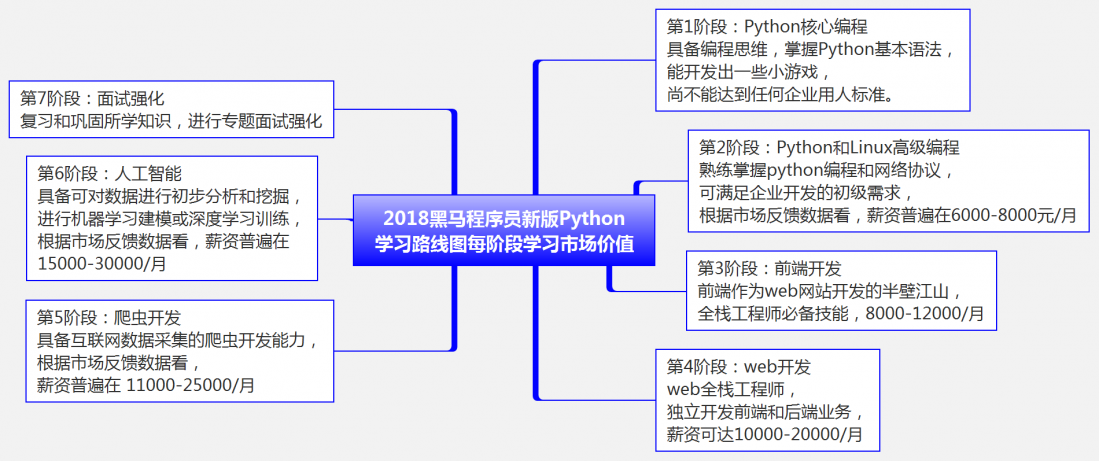 2018黑马程序员新版Python
学习路线图每阶段学习市场价值
第1阶段：Python核心编程
具备编程思维，掌握Python基本语法，
能开发出一些小游戏，
尚不能达到任何企业用人标准。
第2阶段：Python和Linux高级编程
熟练掌握python编程和网络协议，
可满足企业开发的初级需求，
根据市场反馈数据看，薪资普遍在6000-8000元/月
第3阶段：前端开发
前端作为web网站开发的半壁江山，
全栈工程师必备技能，8000-12000/月
第4阶段：web开发
web全栈工程师，
独立开发前端和后端业务，
薪资可达10000-20000/月
第5阶段：爬虫开发
具备互联网数据采集的爬虫开发能力，
根据市场反馈数据看，
薪资普遍在 11000-25000/月
第6阶段：人工智能
具备可对数据进行初步分析和挖掘，
进行机器学习建模或深度学习训练，
根据市场反馈数据看，薪资普遍在
15000-30000/月
第7阶段：面试强化
复习和巩固所学知识，进行专题面试强化